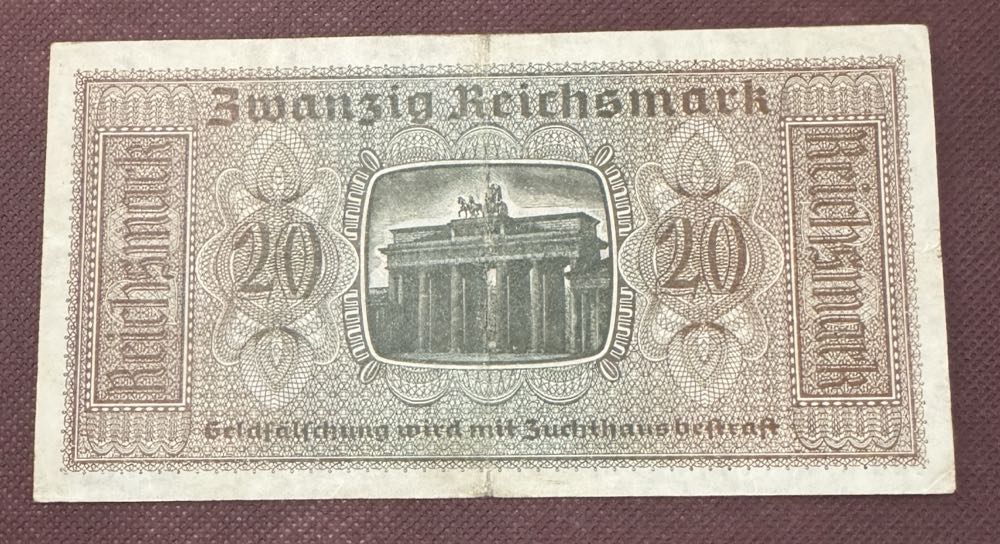 Zwanzig Reichsmark
Reichsmark
20
20
Reichsmark
Geldfälschung wird mit Zuchthaus bestraft